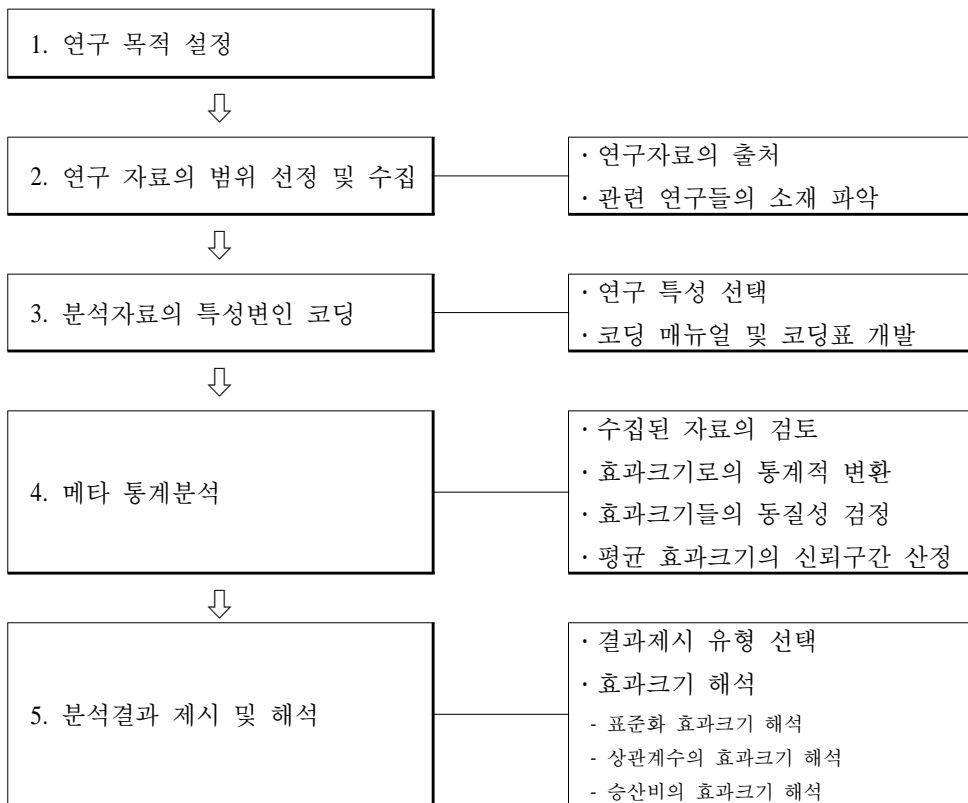 1. 연구 목적 설정
⇩
2. 연구 자료의 범위 선정 및 수집
· 연구자료의 출처
· 관련 연구들의 소재 파악
⇩
3. 분석자료의 특성변인 코딩
· 연구 특성 선택
· 코딩 매뉴얼 및 코딩표 개발
⇩
4. 메타 통계분석
· 수집된 자료의 검토
· 효과크기로의 통계적 변환
· 효과크기들의 동질성 검정
· 평균 효과크기의 신뢰구간 산정
⇩
5. 분석결과 제시 및 해석
· 결과제시 유형 선택
· 효과크기 해석
- 표준화 효과크기 해석
- 상관계수의 효과크기 해석
- 승산비의 효과크기 해석